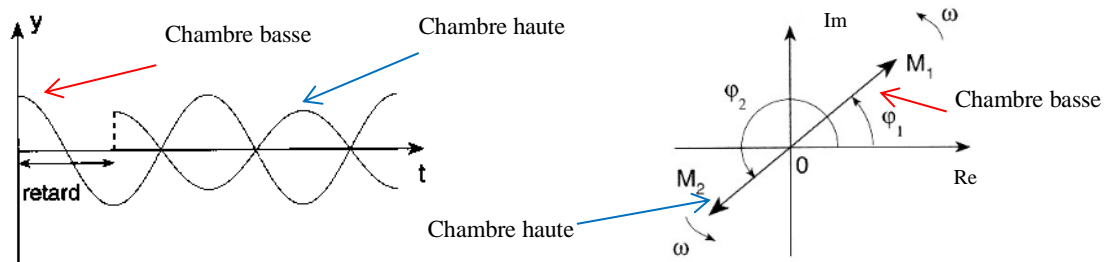 y
Chambre basse
Chambre haute
retard
t
Im
ω
M1
Chambre basse
φ2
φ1
0
Re
M2
Chambre haute
ω